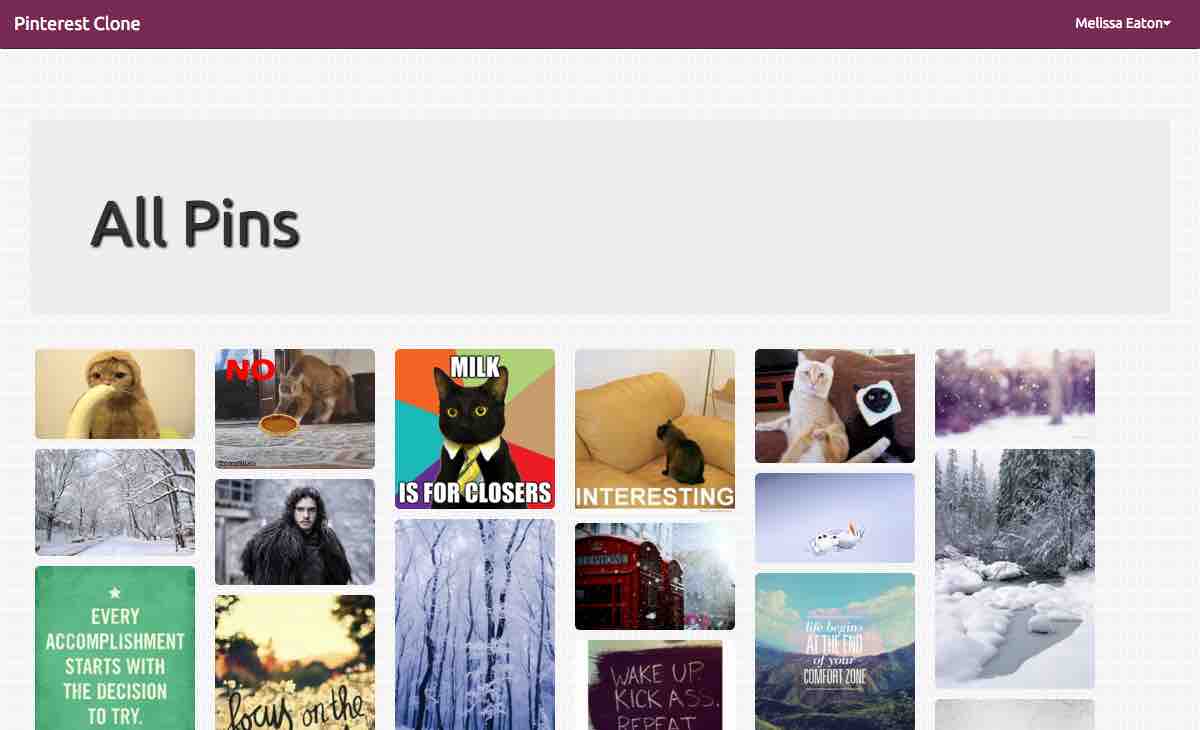 Pinterest Clone
Melissa Eaton
All Pins
NO
MILK
IS FOR CLOSERS
INTERESTING
EVERY
ACCOMPLISHMENT
STARTS WITH
THE DECISION
TO TRY.
focus on the
WAKE UP.
KICK ASS.
REPEAT
life begins
AT THE END
of your
COMFORT ZONE